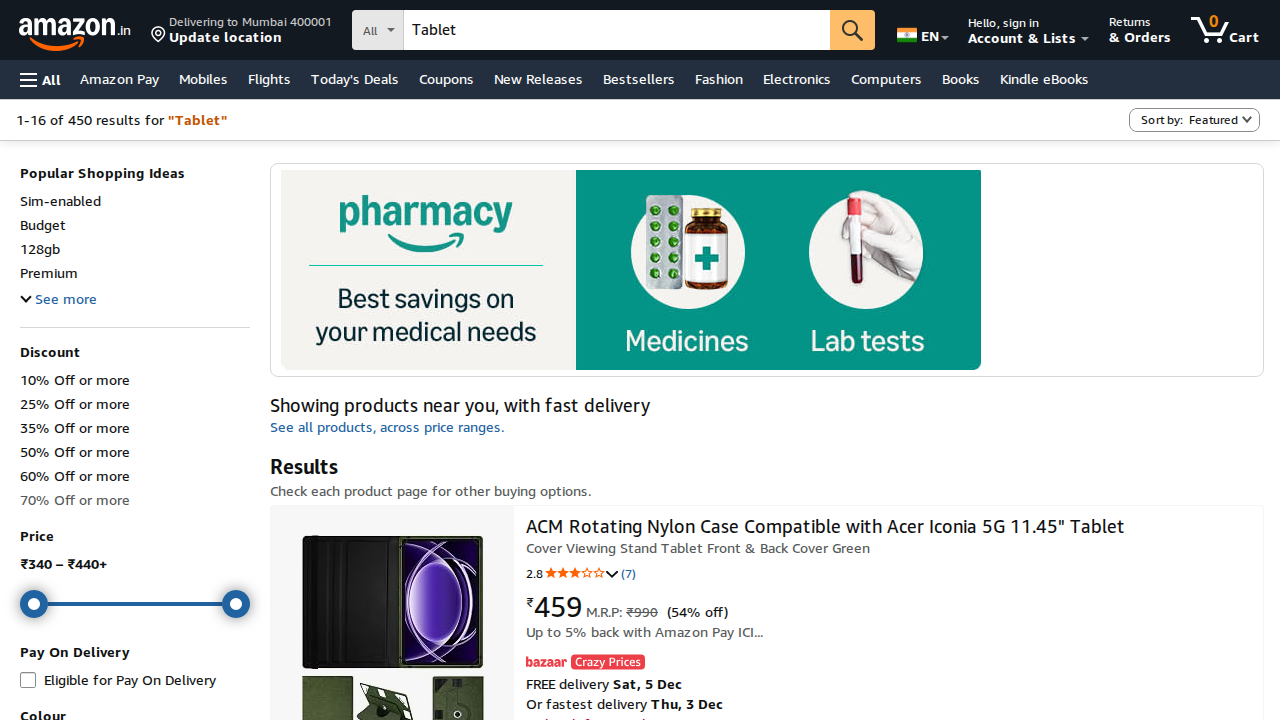 amazon.in
Delivering to Mumbai 400001
Update location
All
Tablet
EN
Hello, sign in
Account & Lists
Returns
& Orders
0
Cart
All
Amazon Pay
Mobiles
Flights
Today's Deals
Coupons
New Releases
Bestsellers
Fashion
Electronics
Computers
Books
Kindle eBooks
1-16 of 450 results for "Tablet"
Sort by: Featured
Popular Shopping Ideas
Sim-enabled
Budget
128gb
Premium
See more
Discount
10% Off or more
25% Off or more
35% Off or more
50% Off or more
60% Off or more
70% Off or more
Price
₹340 – ₹440+
Pay On Delivery
Eligible for Pay On Delivery
Colour
pharmacy
Best savings on
your medical needs
Medicines
Lab tests
Showing products near you, with fast delivery
See all products, across price ranges.
Results
Check each product page for other buying options.
ACM Rotating Nylon Case Compatible with Acer Iconia 5G 11.45" Tablet
Cover Viewing Stand Tablet Front & Back Cover Green
2.8 (7)
₹459 M.R.P: ₹990 (54% off)
Up to 5% back with Amazon Pay ICI...
bazaar Crazy Prices
FREE delivery Sat, 5 Dec
Or fastest delivery Thu, 3 Dec